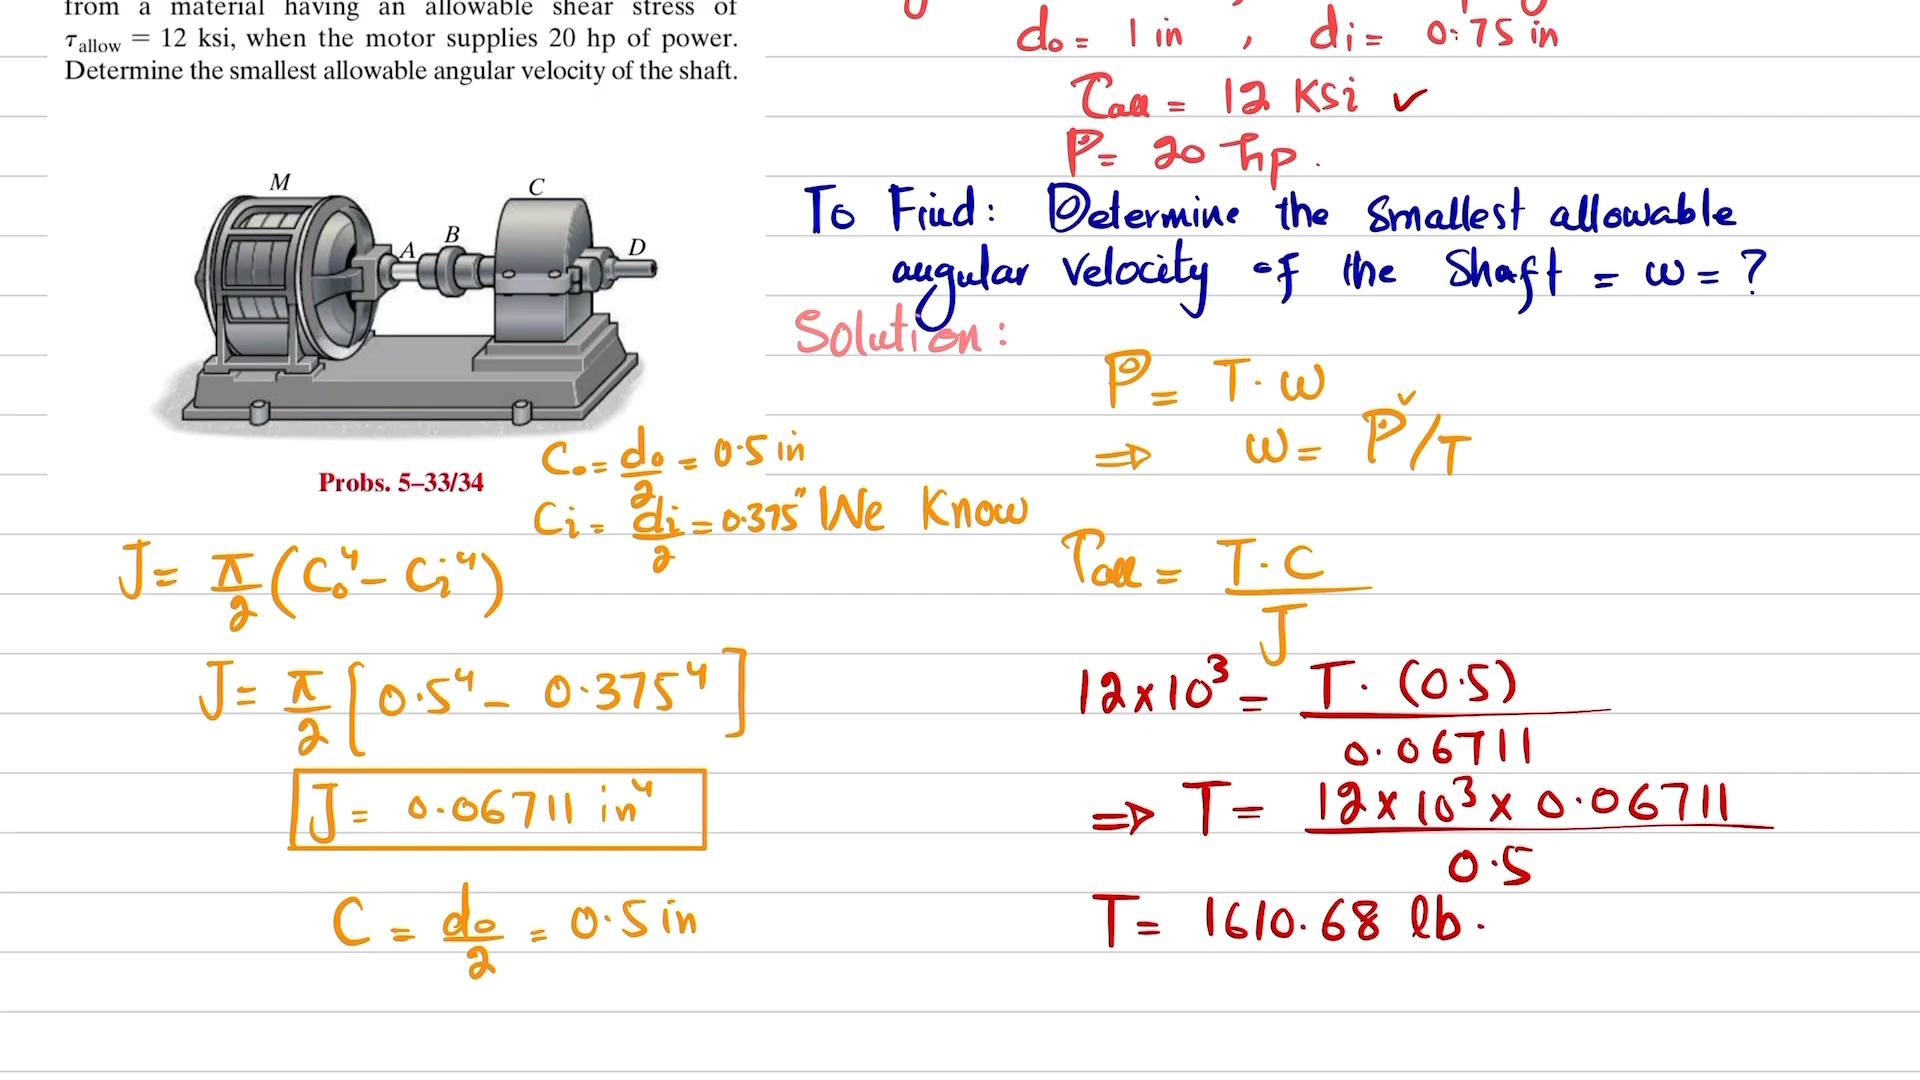 from a material having an allowable shear stress of
τallow = 12 ksi, when the motor supplies 20 hp of power.
Determine the smallest allowable angular velocity of the shaft.
do = 1 in , di = 0.75 in
τall = 12 Ksi ✓
P = 20 hp.
To Find: Determine the smallest allowable
angular velocity of the shaft = ω = ?
Solution:
M
C
A
B
D
Probs. 5–33/34
P = T · ω
⇒ ω = P/T
Co = do/2 = 0.5 in
Ci = di/2 = 0.375"
We Know
τall = T · C / J
J = π/2 (Co⁴ - Ci⁴)
J = π/2 [0.5⁴ - 0.375⁴]
J = 0.06711 in⁴
C = do/2 = 0.5 in
12 x 10³ = T · (0.5) / 0.06711
⇒ T = 12 x 10³ x 0.06711 / 0.5
T = 1610.68 lb.